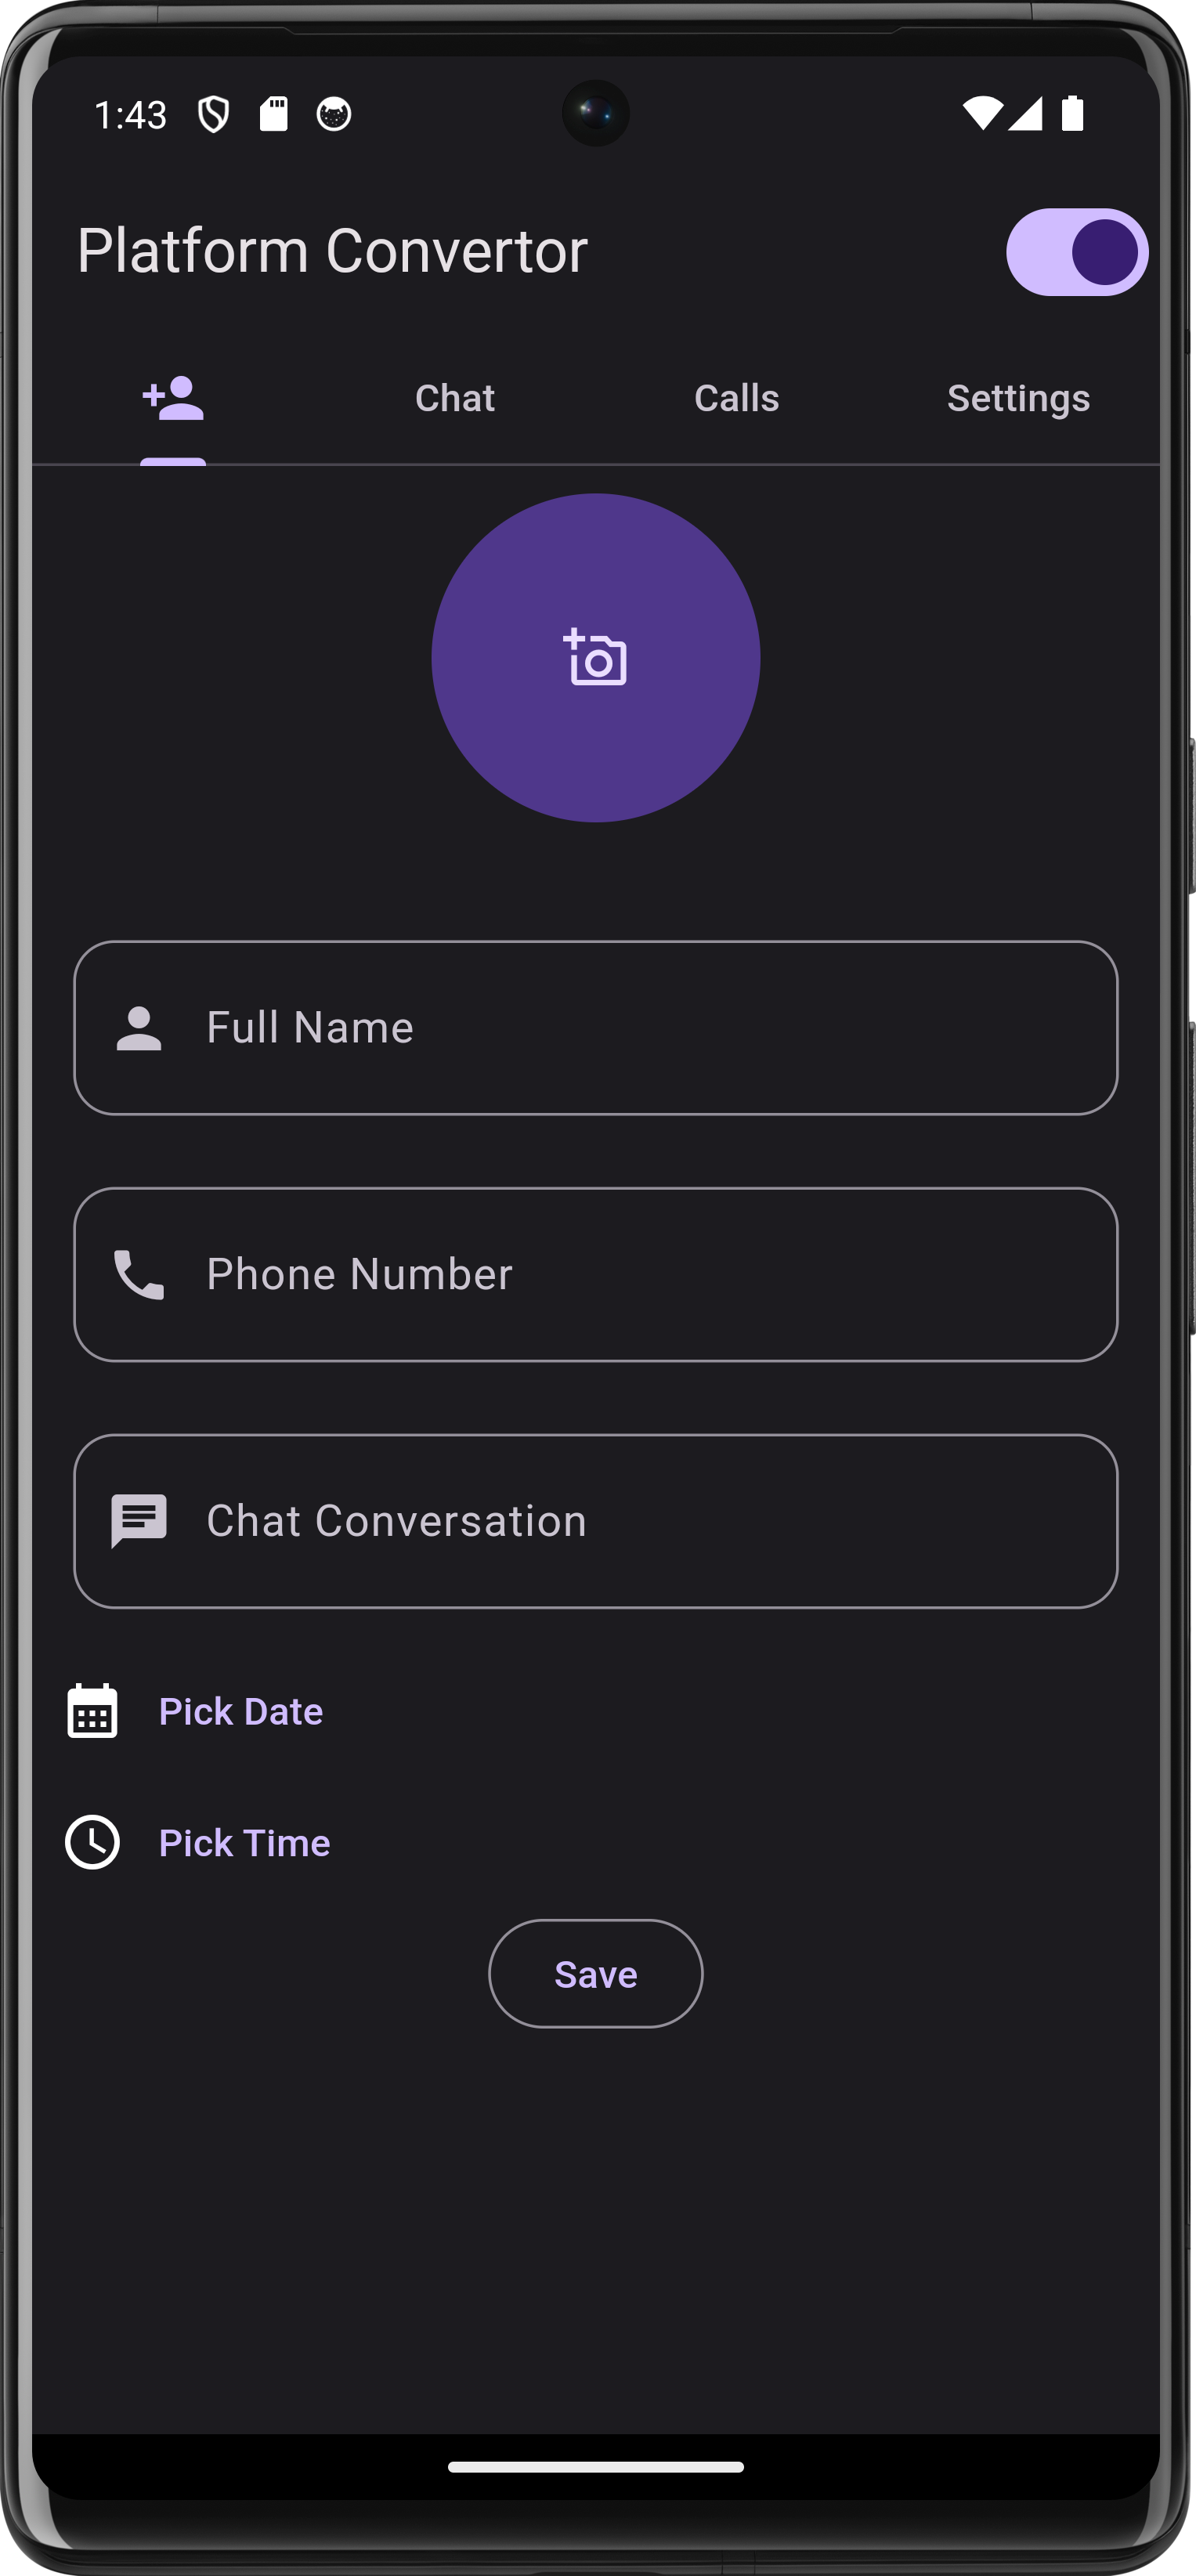 1:43
Platform Convertor
Chat Calls Settings
Full Name
Phone Number
Chat Conversation
Pick Date
Pick Time
Save